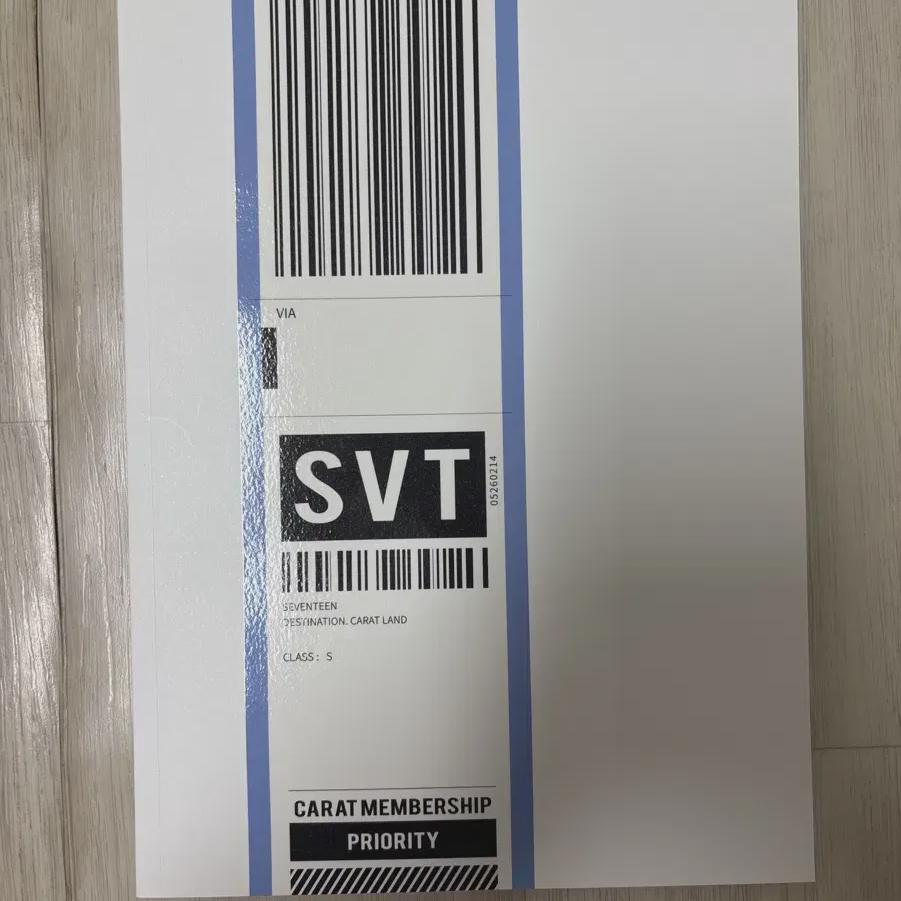 VIA
SVT
05260214
SEVENTEEN
DESTINATION. CARAT LAND
CLASS : S
CARAT MEMBERSHIP
PRIORITY